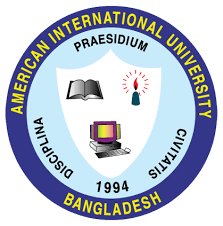 AMERICAN INTERNATIONAL UNIVERSITY
PRAESIDIUM
DISCIPLINA
CIVITATIS
1994
BANGLADESH